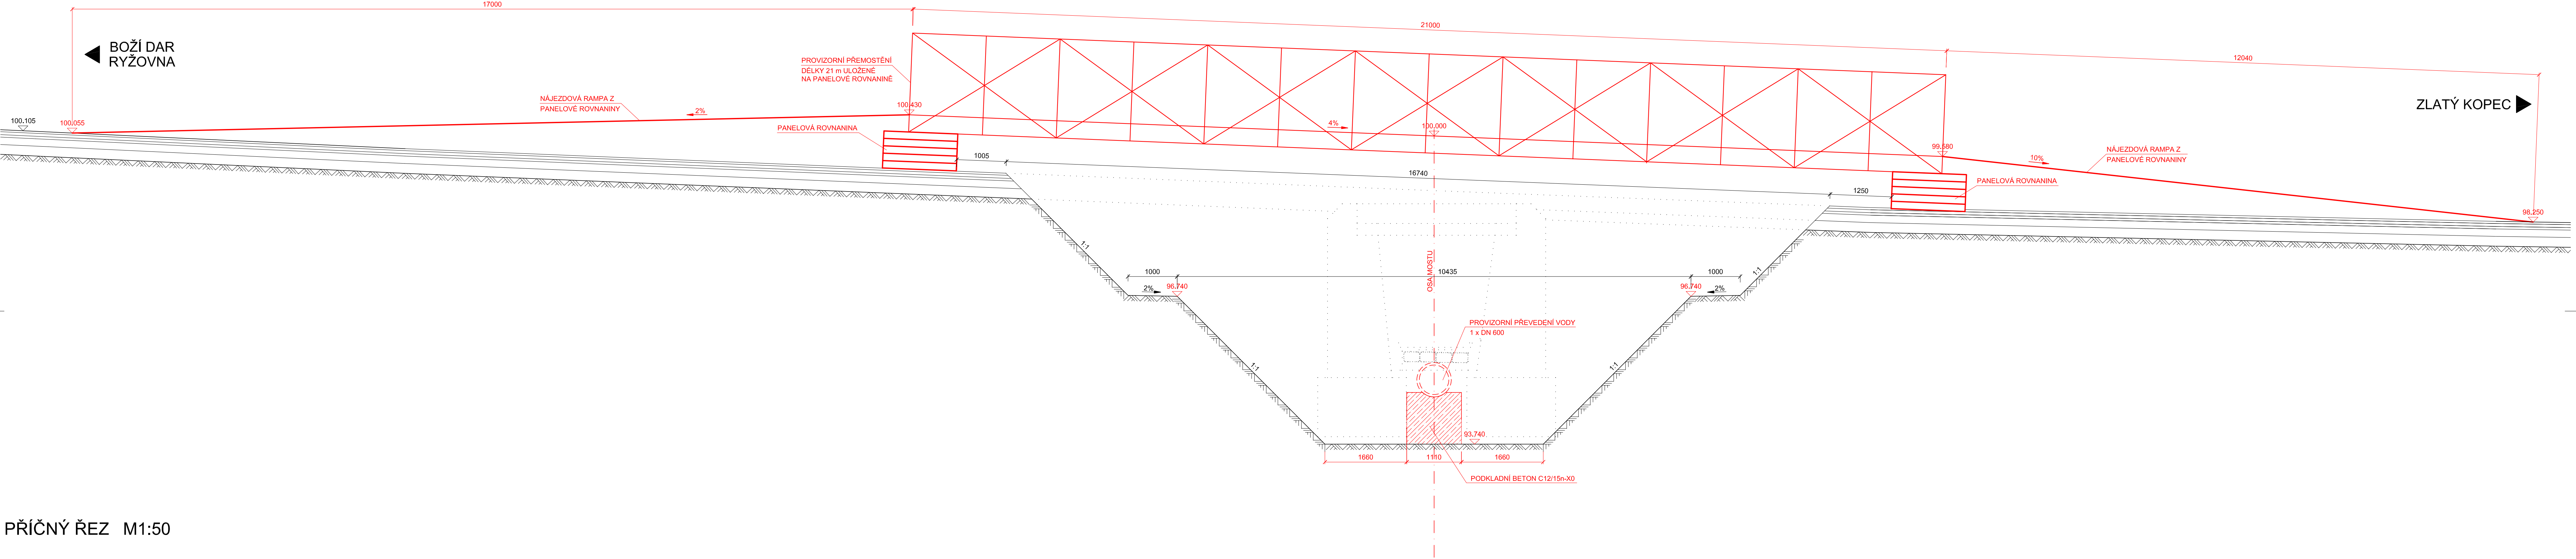 17000
21000
12040
BOŽÍ DAR
RYŽOVNA
PROVIZORNÍ PŘEMOSTĚNÍ
DÉLKY 21 m ULOŽENÉ
NA PANELOVÉ ROVNANINĚ
NÁJEZDOVÁ RAMPA Z
PANELOVÉ ROVNANINY
2%
100.430
100.105
100.055
PANELOVÁ ROVNANINA
4%
100.000
ZLATÝ KOPEC
99.580
10%
NÁJEZDOVÁ RAMPA Z
PANELOVÉ ROVNANINY
1005
16740
1250
PANELOVÁ ROVNANINA
98.250
1:1
1:1
OSA MOSTU
1000
10435
1000
2%
96.740
96.740
2%
PROVIZORNÍ PŘEVEDENÍ VODY
1 x DN 600
1:1
1:1
93.740
1660
1110
1660
PODKLADNÍ BETON C12/15n-X0
PŘÍČNÝ ŘEZ M1:50